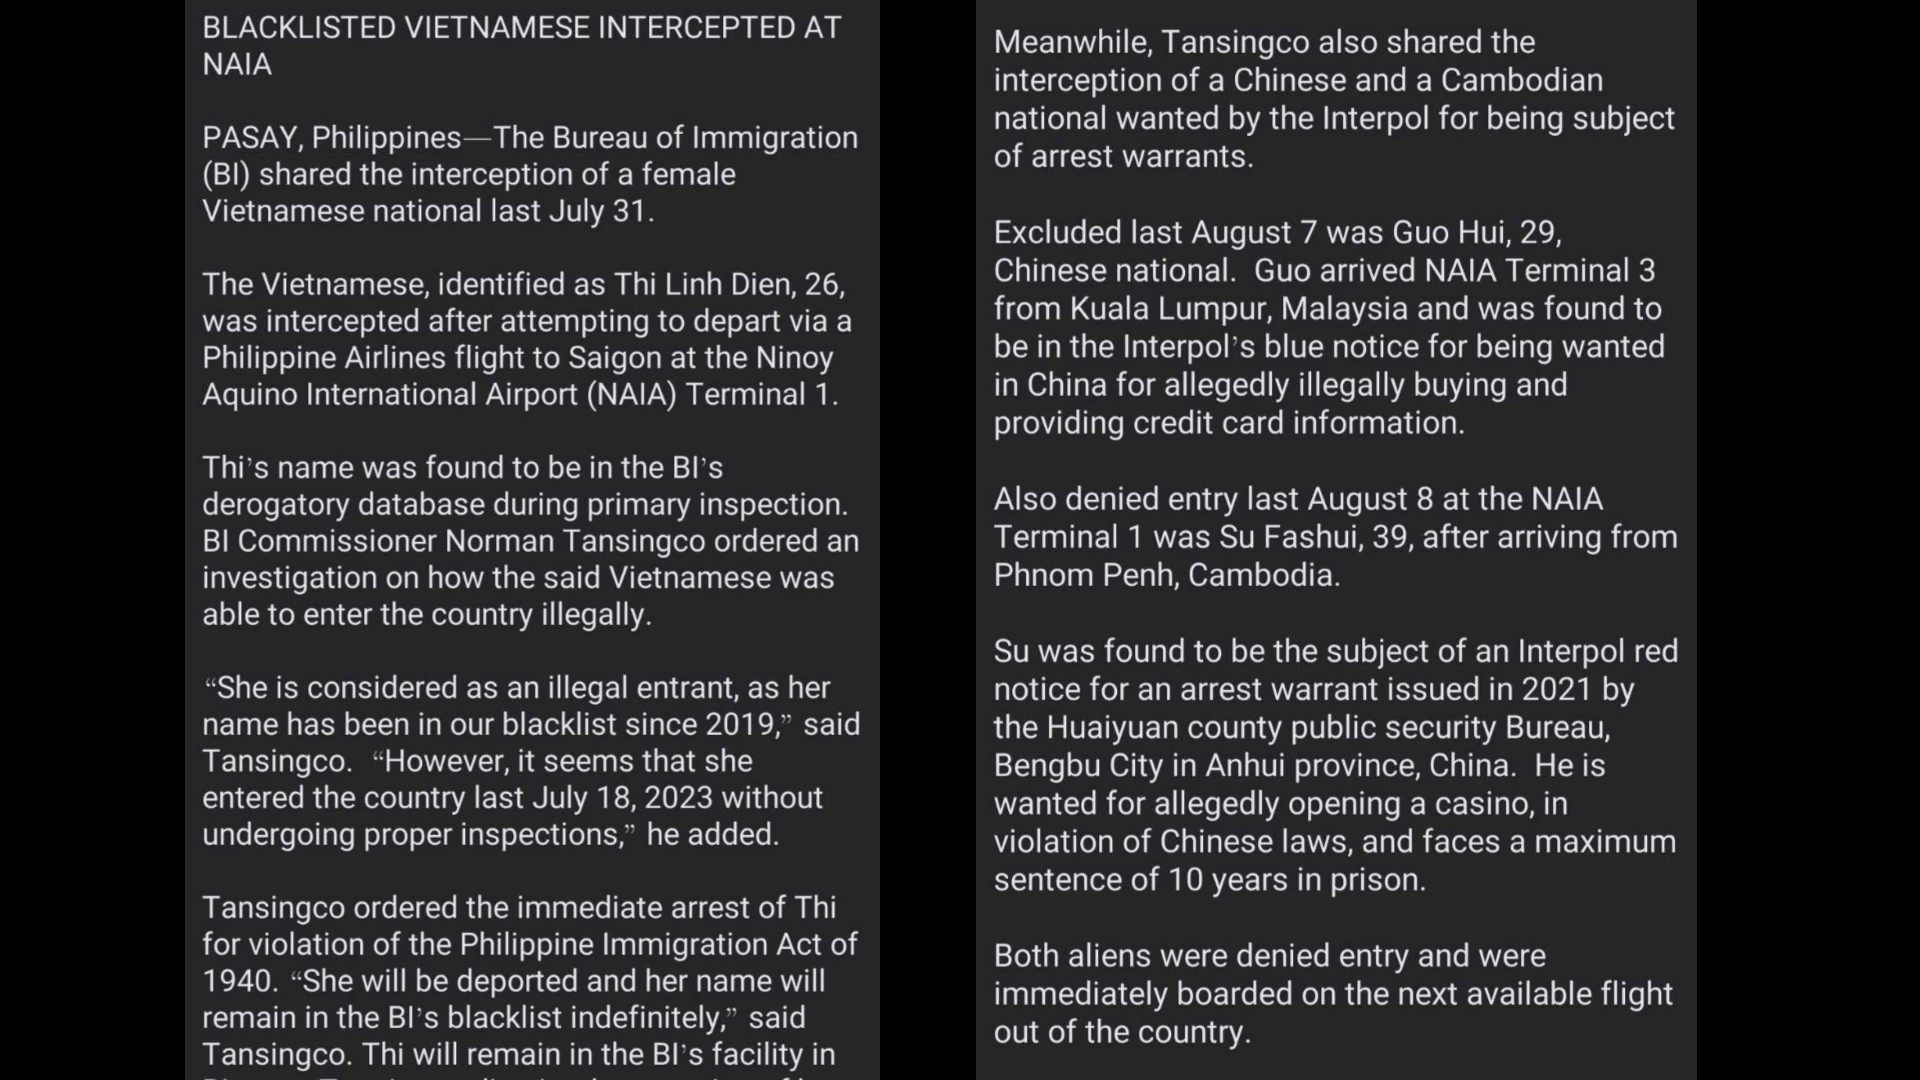 BLACKLISTED VIETNAMESE INTERCEPTED AT
NAIA
PASAY, Philippines—The Bureau of Immigration
(BI) shared the interception of a female
Vietnamese national last July 31.
The Vietnamese, identified as Thi Linh Dien, 26,
was intercepted after attempting to depart via a
Philippine Airlines flight to Saigon at the Ninoy
Aquino International Airport (NAIA) Terminal 1.
Thi’s name was found to be in the BI’s
derogatory database during primary inspection.
BI Commissioner Norman Tansingco ordered an
investigation on how the said Vietnamese was
able to enter the country illegally.
“She is considered as an illegal entrant, as her
name has been in our blacklist since 2019,” said
Tansingco.  “However, it seems that she
entered the country last July 18, 2023 without
undergoing proper inspections,” he added.
Tansingco ordered the immediate arrest of Thi
for violation of the Philippine Immigration Act of
1940. “She will be deported and her name will
remain in the BI’s blacklist indefinitely,” said
Tansingco. Thi will remain in the BI’s facility in
Meanwhile, Tansingco also shared the
interception of a Chinese and a Cambodian
national wanted by the Interpol for being subject
of arrest warrants.
Excluded last August 7 was Guo Hui, 29,
Chinese national.  Guo arrived NAIA Terminal 3
from Kuala Lumpur, Malaysia and was found to
be in the Interpol’s blue notice for being wanted
in China for allegedly illegally buying and
providing credit card information.
Also denied entry last August 8 at the NAIA
Terminal 1 was Su Fashui, 39, after arriving from
Phnom Penh, Cambodia.
Su was found to be the subject of an Interpol red
notice for an arrest warrant issued in 2021 by
the Huaiyuan county public security Bureau,
Bengbu City in Anhui province, China.  He is
wanted for allegedly opening a casino, in
violation of Chinese laws, and faces a maximum
sentence of 10 years in prison.
Both aliens were denied entry and were
immediately boarded on the next available flight
out of the country.